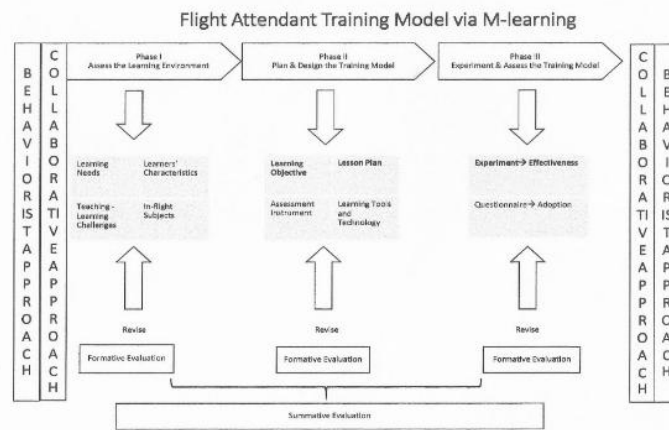 Flight Attendant Training Model via M-learning
BEHAVIORIST APPROACH
COLLABORATIVE APPROACH
Phase I
Assess the Learning Environment
Phase II
Plan & Design the Training Model
Phase III
Experiment & Assess the Training Model
Learning
Needs
Learners'
Characteristics
Teaching -
Learning
Challenges
In-flight
Subjects
Learning
Objective
Lesson Plan
Assessment
Instrument
Learning Tools
and
Technology
Experiment→ Effectiveness
Questionnaire→ Adoption
Revise
Revise
Revise
Formative Evaluation
Formative Evaluation
Formative Evaluation
Summative Evaluation
COLLABORATIVE APPROACH
BEHAVIORIST APPROACH